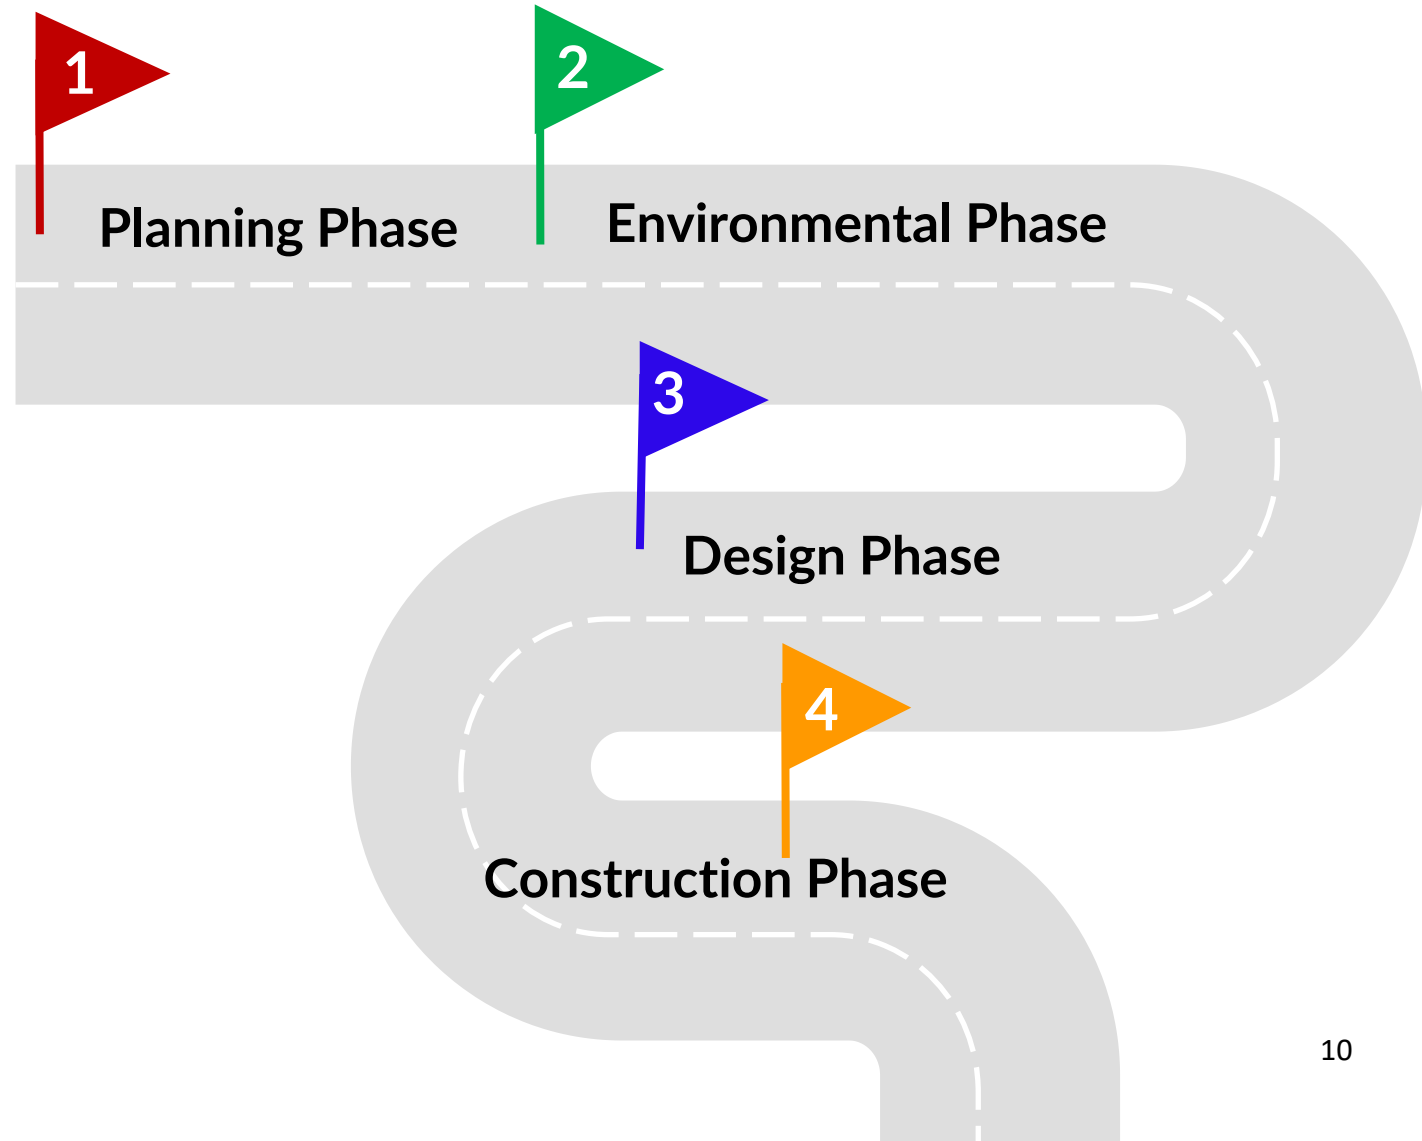 1
Planning Phase
2
Environmental Phase
3
Design Phase
4
Construction Phase
10